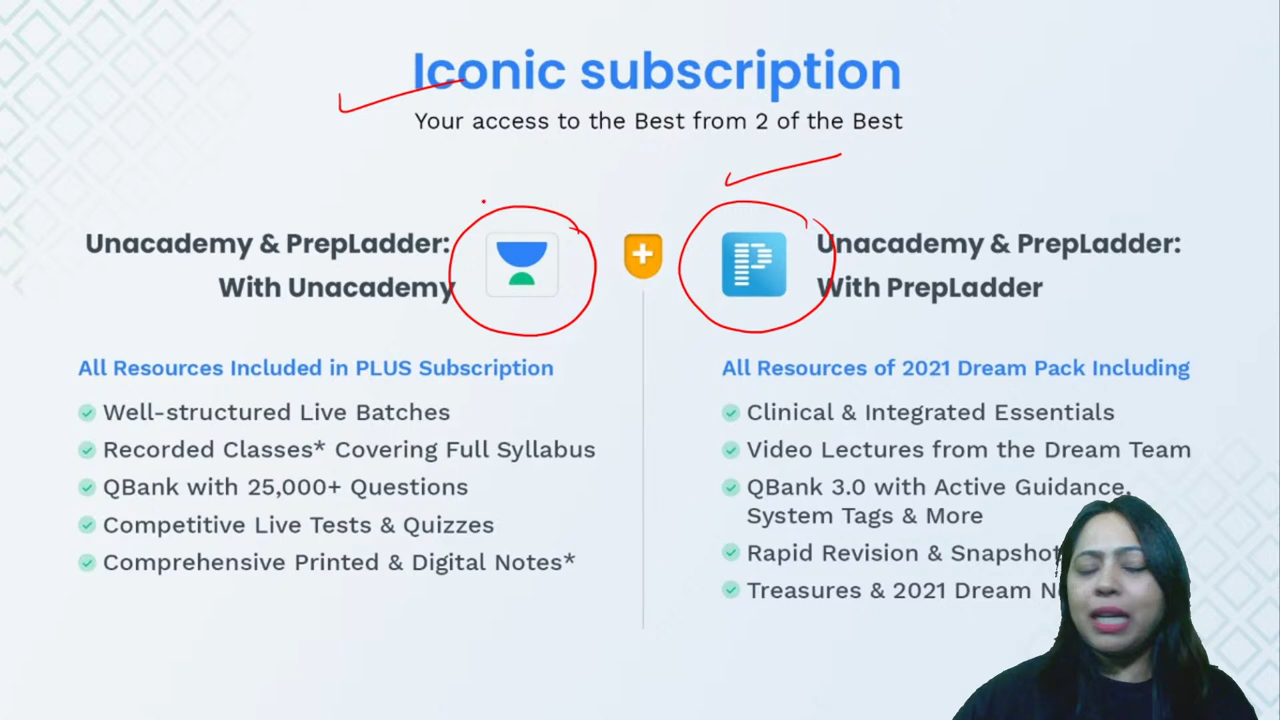 Iconic subscription
Your access to the Best from 2 of the Best
Unacademy & PrepLadder:
With Unacademy
Unacademy & PrepLadder:
With PrepLadder
All Resources Included in PLUS Subscription
Well-structured Live Batches
Recorded Classes* Covering Full Syllabus
QBank with 25,000+ Questions
Competitive Live Tests & Quizzes
Comprehensive Printed & Digital Notes*
All Resources of 2021 Dream Pack Including
Clinical & Integrated Essentials
Video Lectures from the Dream Team
QBank 3.0 with Active Guidance,
System Tags & More
Rapid Revision &
Treasures & 2021 Dream